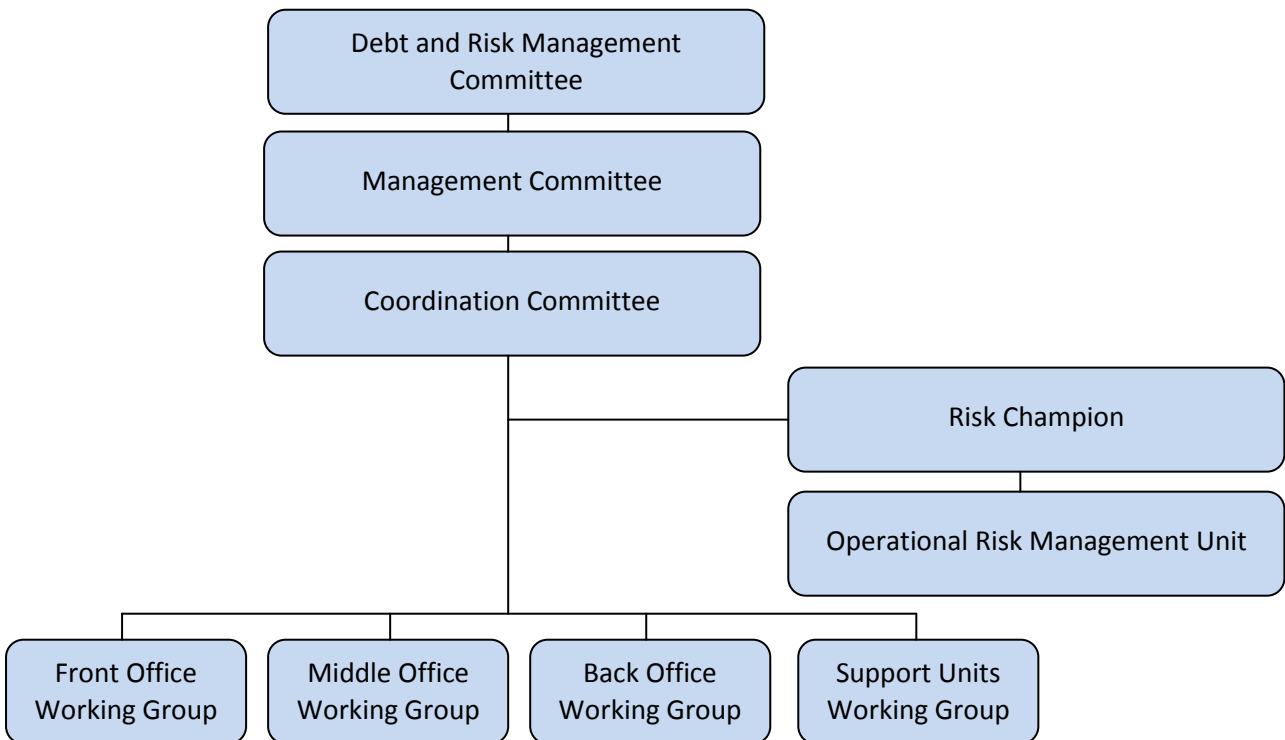 Debt and Risk Management
Committee
Management Committee
Coordination Committee
Risk Champion
Operational Risk Management Unit
Front Office
Working Group
Middle Office
Working Group
Back Office
Working Group
Support Units
Working Group